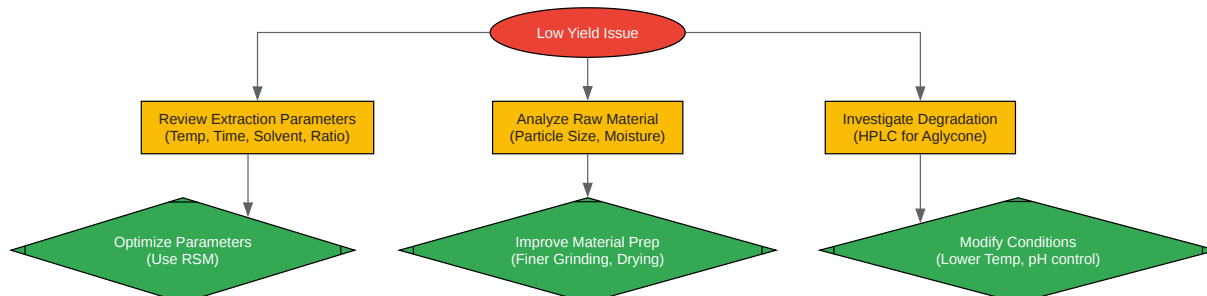 Low Yield Issue
Review Extraction Parameters
(Temp, Time, Solvent, Ratio)
Analyze Raw Material
(Particle Size, Moisture)
Investigate Degradation
(HPLC for Aglycone)
Optimize Parameters
(Use RSM)
Improve Material Prep
(Finer Grinding, Drying)
Modify Conditions
(Lower Temp, pH control)